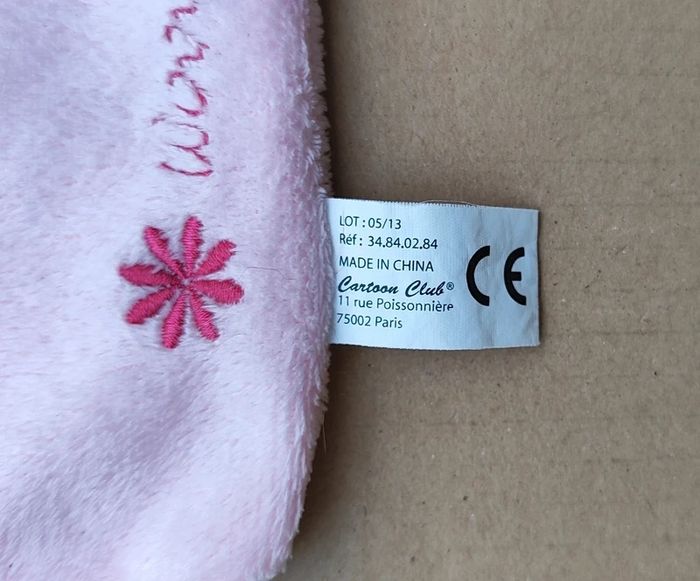 LOT : 05/13
Réf : 34.84.02.84
MADE IN CHINA
Cartoon Club®
11 rue Poissonnière
75002 Paris
CE